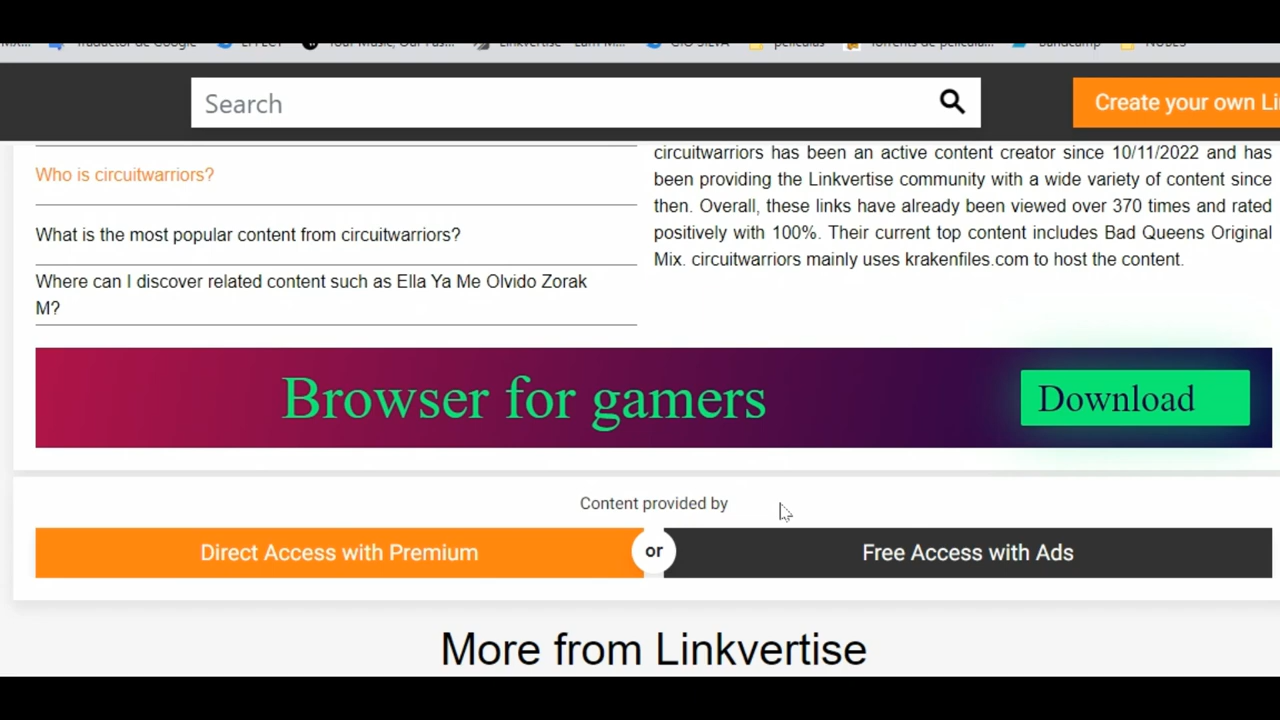 Search
Create your own Li
Who is circuitwarriors?
What is the most popular content from circuitwarriors?
Where can I discover related content such as Ella Ya Me Olvido Zorak
M?
circuitwarriors has been an active content creator since 10/11/2022 and has
been providing the Linkvertise community with a wide variety of content since
then. Overall, these links have already been viewed over 370 times and rated
positively with 100%. Their current top content includes Bad Queens Original
Mix. circuitwarriors mainly uses krakenfiles.com to host the content.
Browser for gamers
Download
Content provided by
Direct Access with Premium
or
Free Access with Ads
More from Linkvertise